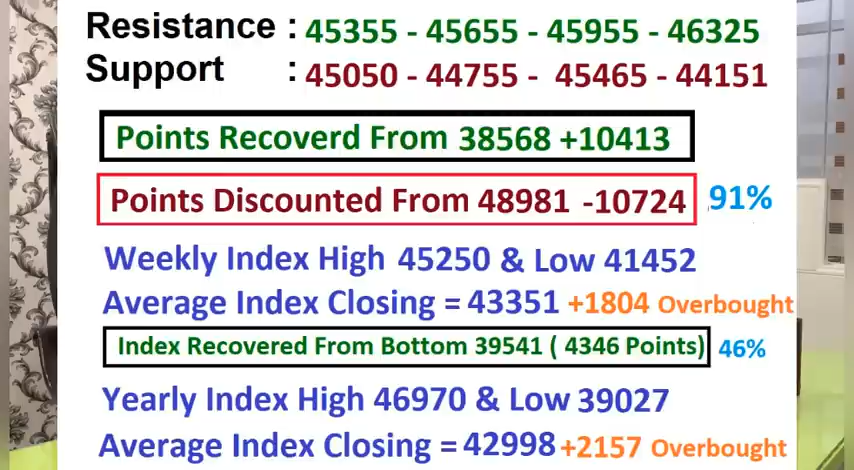 Resistance : 45355 - 45655 - 45955 - 46325
Support : 45050 - 44755 - 45465 - 44151
Points Recoverd From 38568 +10413
Points Discounted From 48981 -10724 91%
Weekly Index High 45250 & Low 41452
Average Index Closing = 43351 +1804 Overbought
Index Recovered From Bottom 39541 ( 4346 Points) 46%
Yearly Index High 46970 & Low 39027
Average Index Closing = 42998 +2157 Overbought